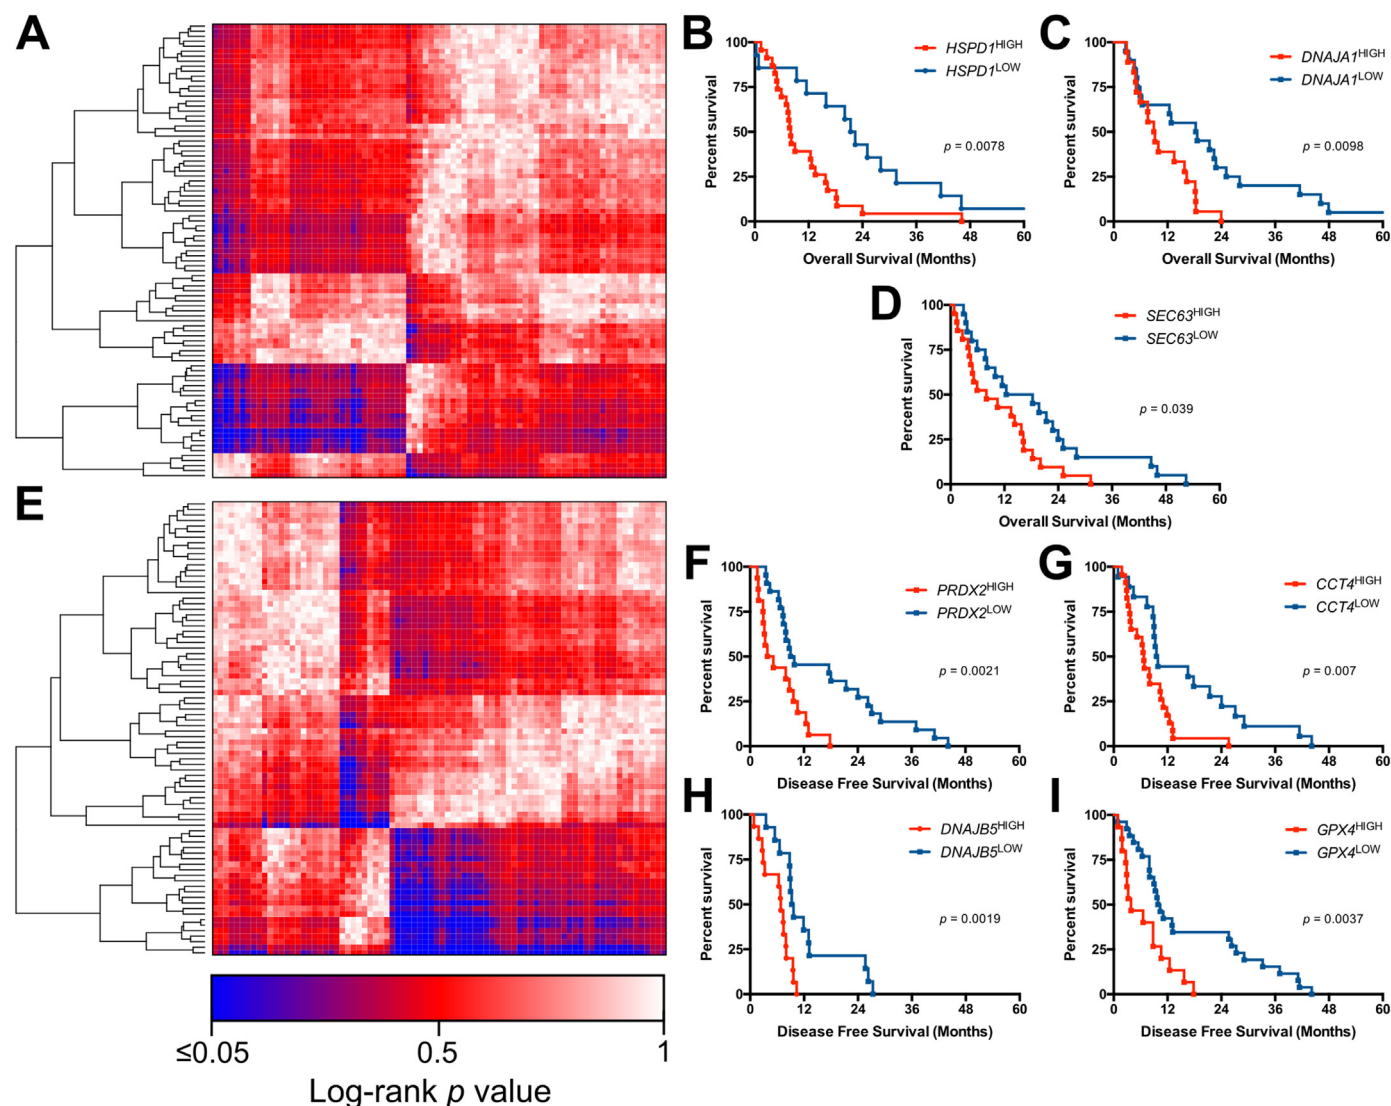 A
B
100
75
50
25
0
Percent survival
HSPD1HIGH
HSPD1LOW
p = 0.0078
0 12 24 36 48 60
Overall Survival (Months)
C
100
75
50
25
0
Percent survival
DNAJA1HIGH
DNAJA1LOW
p = 0.0098
0 12 24 36 48 60
Overall Survival (Months)
D
100
75
50
25
0
Percent survival
SEC63HIGH
SEC63LOW
p = 0.039
0 12 24 36 48 60
Overall Survival (Months)
E
≤0.05 0.5 1
Log-rank p value
F
100
75
50
25
0
Percent survival
PRDX2HIGH
PRDX2LOW
p = 0.0021
0 12 24 36 48 60
Disease Free Survival (Months)
G
100
75
50
25
0
Percent survival
CCT4HIGH
CCT4LOW
p = 0.007
0 12 24 36 48 60
Disease Free Survival (Months)
H
100
75
50
25
0
Percent survival
DNAJB5HIGH
DNAJB5LOW
p = 0.0019
0 12 24 36 48 60
Disease Free Survival (Months)
I
100
75
50
25
0
Percent survival
GPX4HIGH
GPX4LOW
p = 0.0037
0 12 24 36 48 60
Disease Free Survival (Months)